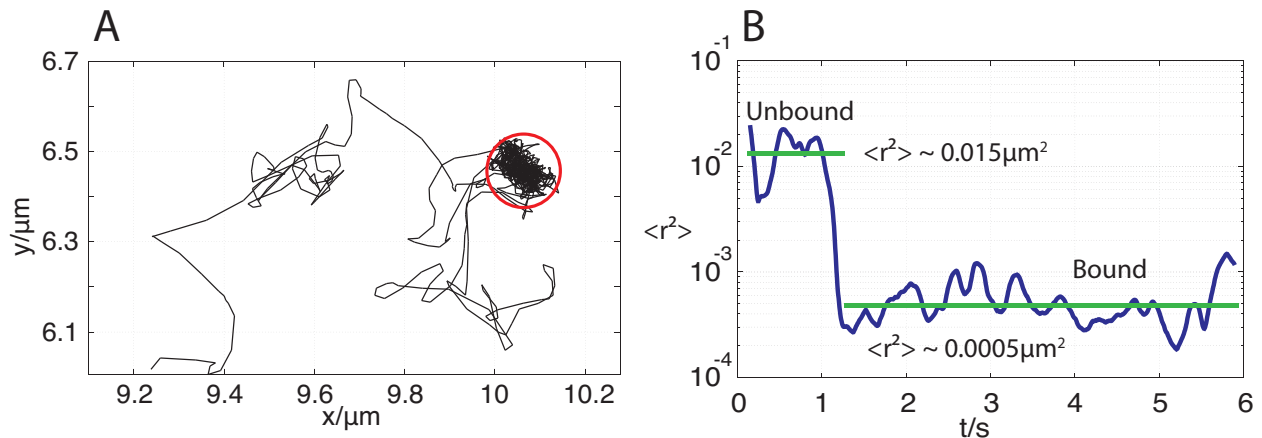 A
6.7
6.5
6.3
6.1
y/μm
9.2
9.4
9.6
9.8
10
10.2
x/μm
B
10⁻¹
10⁻²
10⁻³
10⁻⁴
<r²>
Unbound
<r²> ~ 0.015μm²
Bound
<r²> ~ 0.0005μm²
0
1
2
3
4
5
6
t/s